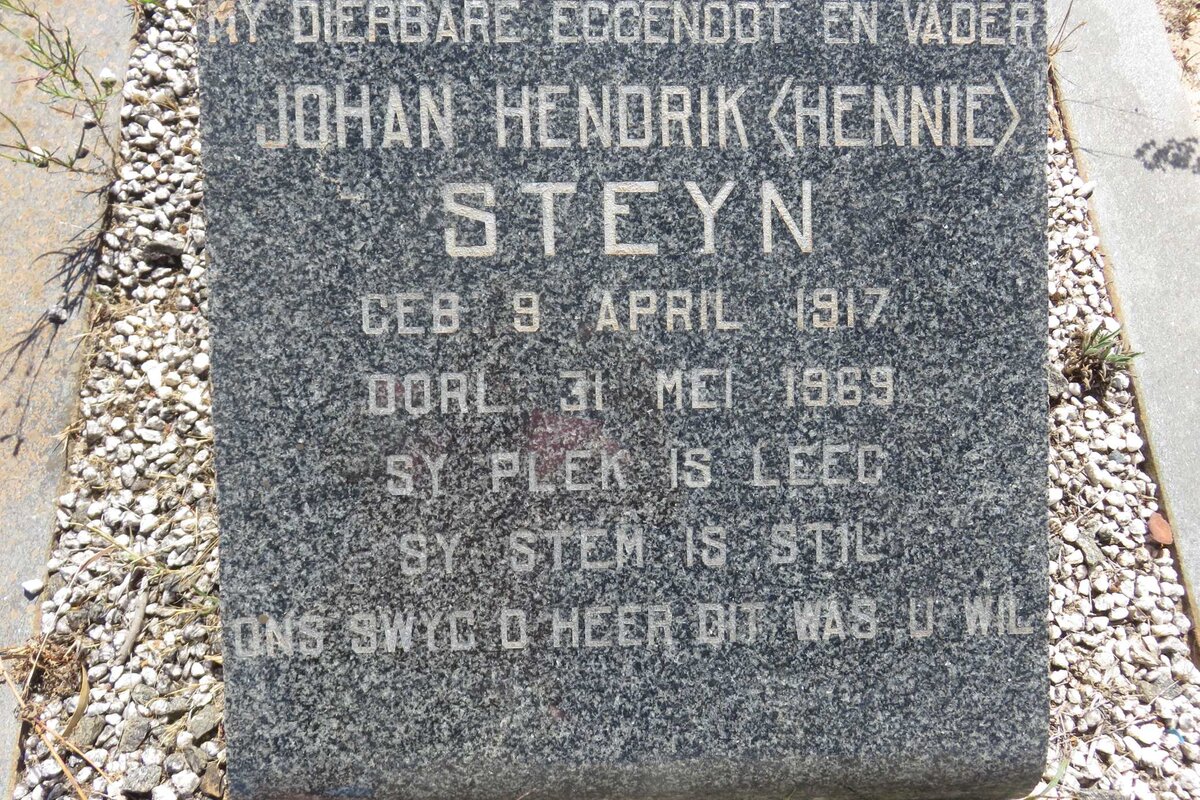 MY DIERBARE EGGENOOT EN VADER
JOHAN HENDRIK (HENNIE)
STEYN
GEB. 9 APRIL 1917
OORL. 31 MEI 1969
SY PLEK IS LEEG
SY STEM IS STIL
ONS SWYG O HEER DIT WAS U WIL